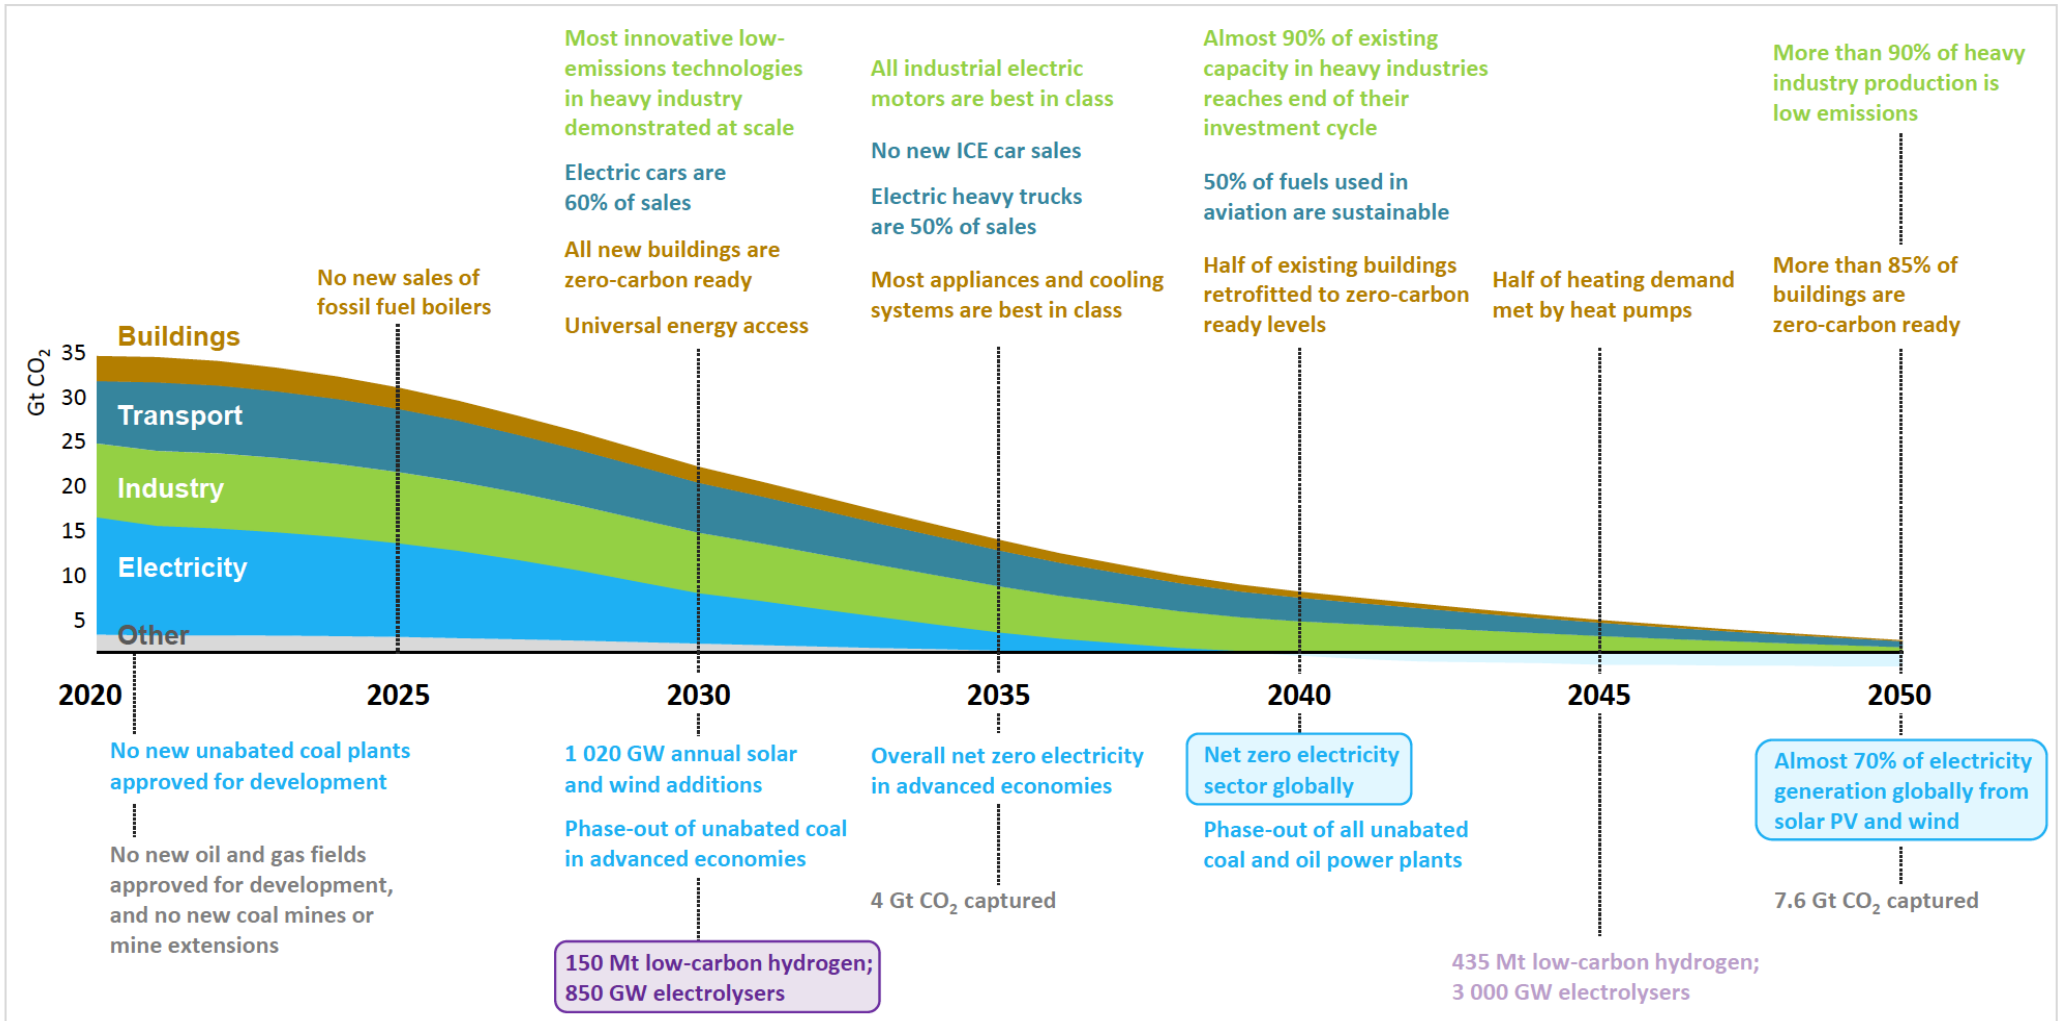 Most innovative low-
emissions technologies
in heavy industry
demonstrated at scale
Electric cars are
60% of sales
All new buildings are
zero-carbon ready
Universal energy access
All industrial electric
motors are best in class
No new ICE car sales
Electric heavy trucks
are 50% of sales
Most appliances and cooling
systems are best in class
Almost 90% of existing
capacity in heavy industries
reaches end of their
investment cycle
50% of fuels used in
aviation are sustainable
Half of existing buildings
retrofitted to zero-carbon
ready levels
Half of heating demand
met by heat pumps
More than 90% of heavy
industry production is
low emissions
More than 85% of
buildings are
zero-carbon ready
No new sales of
fossil fuel boilers
Gt CO₂
35
30
25
20
15
10
5
Buildings
Transport
Industry
Electricity
Other
2020 2025 2030 2035 2040 2045 2050
No new unabated coal plants
approved for development
No new oil and gas fields
approved for development,
and no new coal mines or
mine extensions
1 020 GW annual solar
and wind additions
Phase-out of unabated coal
in advanced economies
150 Mt low-carbon hydrogen;
850 GW electrolysers
Overall net zero electricity
in advanced economies
4 Gt CO₂ captured
Net zero electricity
sector globally
Phase-out of all unabated
coal and oil power plants
435 Mt low-carbon hydrogen;
3 000 GW electrolysers
Almost 70% of electricity
generation globally from
solar PV and wind
7.6 Gt CO₂ captured